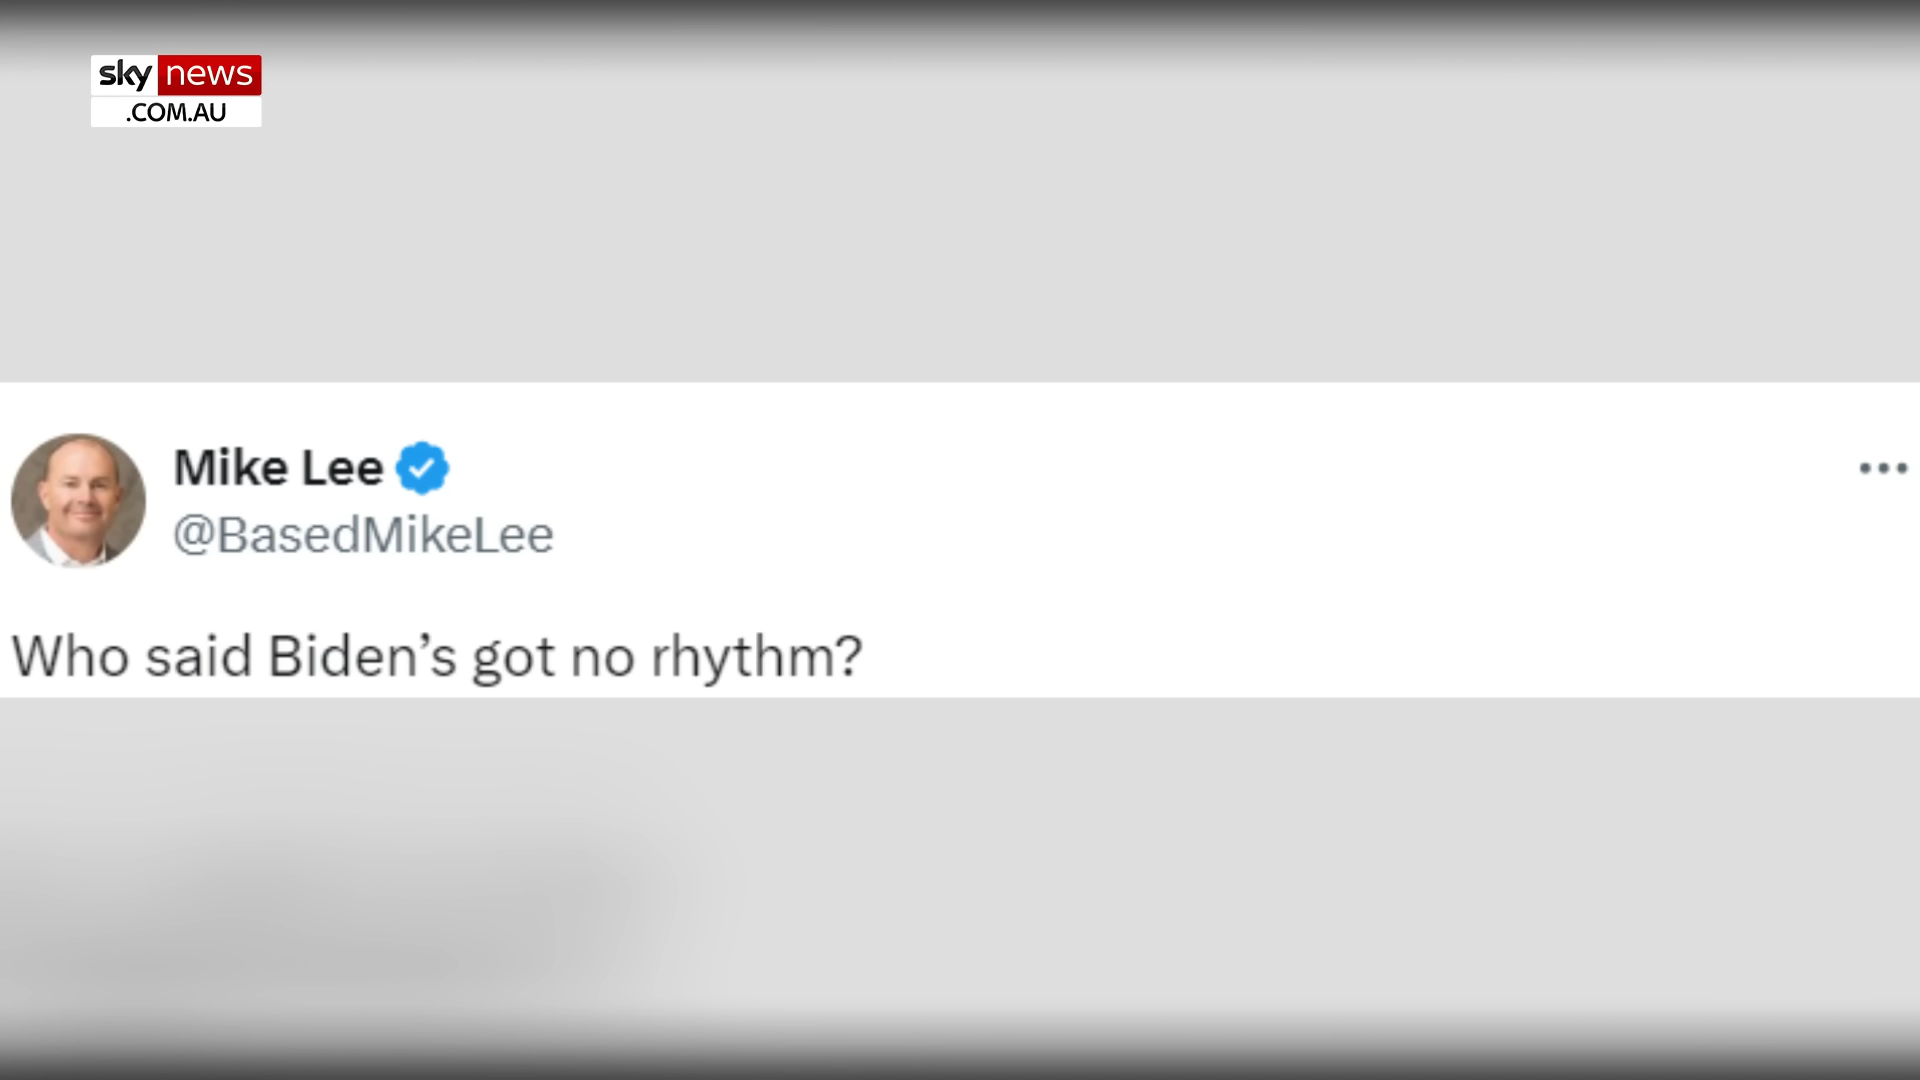 sky news
.COM.AU
Mike Lee
@BasedMikeLee
Who said Biden’s got no rhythm?